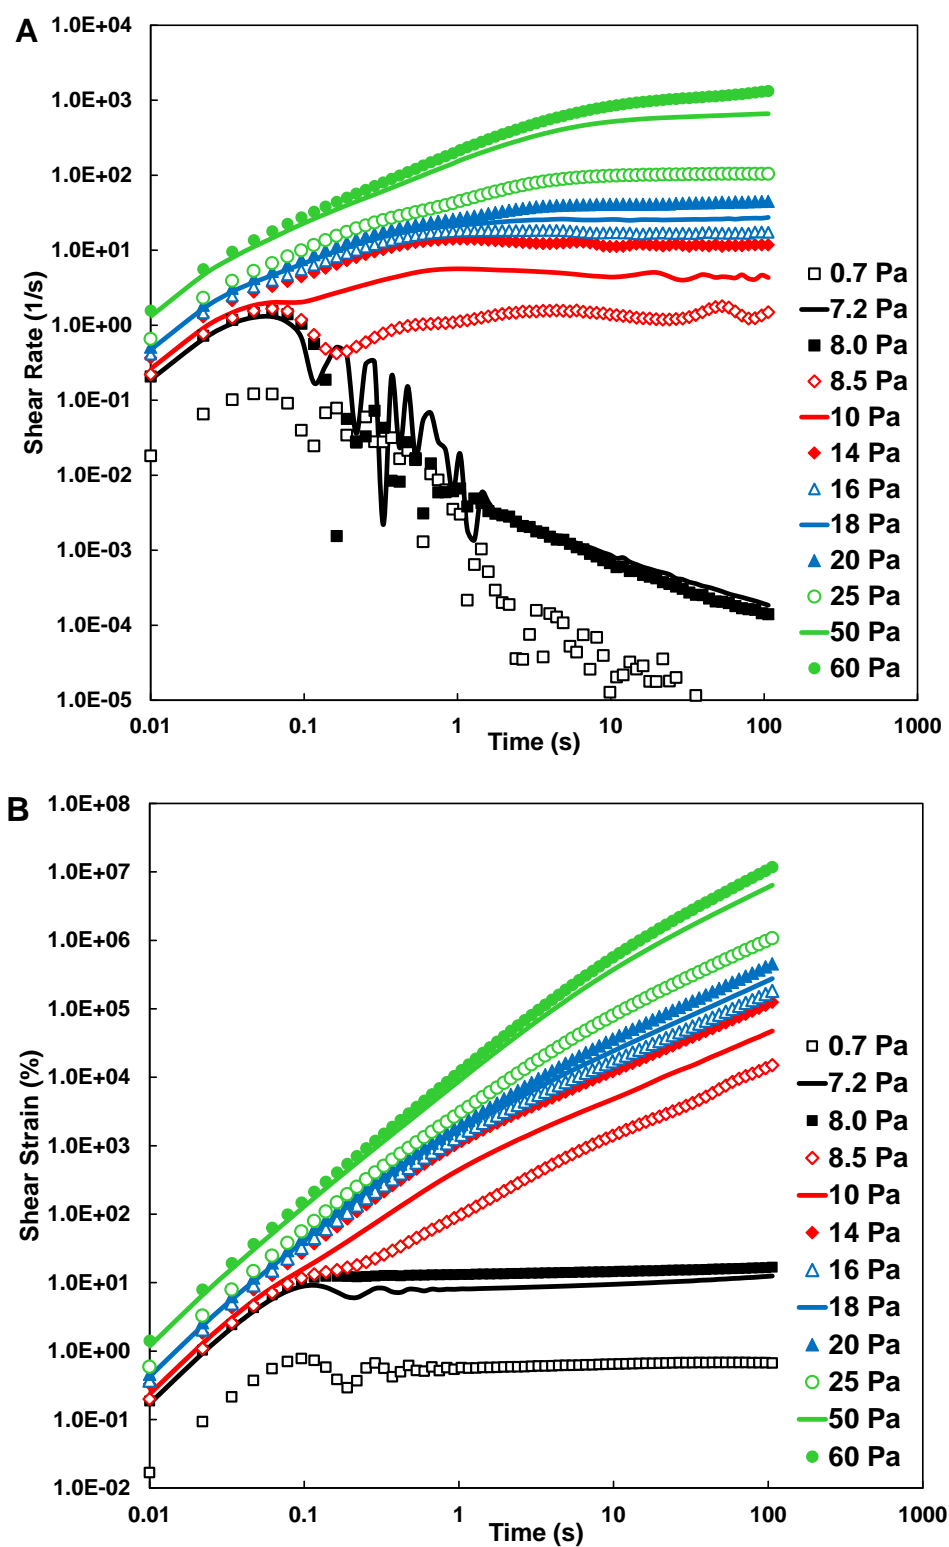 A
1.0E+04
1.0E+03
1.0E+02
1.0E+01
1.0E+00
1.0E-01
1.0E-02
1.0E-03
1.0E-04
1.0E-05
Shear Rate (1/s)
0.01
0.1
1
10
100
1000
Time (s)
0.7 Pa
7.2 Pa
8.0 Pa
8.5 Pa
10 Pa
14 Pa
16 Pa
18 Pa
20 Pa
25 Pa
50 Pa
60 Pa
B
1.0E+08
1.0E+07
1.0E+06
1.0E+05
1.0E+04
1.0E+03
1.0E+02
1.0E+01
1.0E+00
1.0E-01
1.0E-02
Shear Strain (%)
0.01
0.1
1
10
100
1000
Time (s)
0.7 Pa
7.2 Pa
8.0 Pa
8.5 Pa
10 Pa
14 Pa
16 Pa
18 Pa
20 Pa
25 Pa
50 Pa
60 Pa